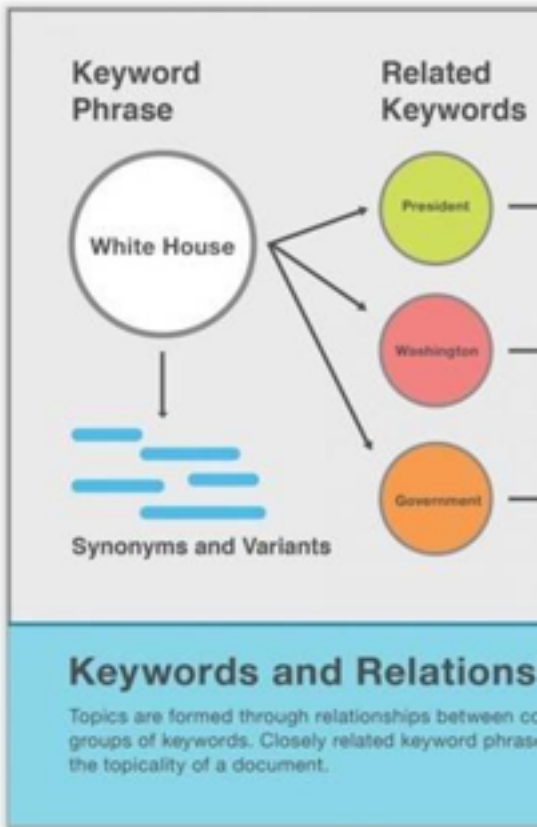 Keyword
Phrase
Related
Keywords
White House
President
Washington
Government
Synonyms and Variants
Keywords and Relations
Topics are formed through relationships between co
groups of keywords. Closely related keyword phrase
the topicality of a document.